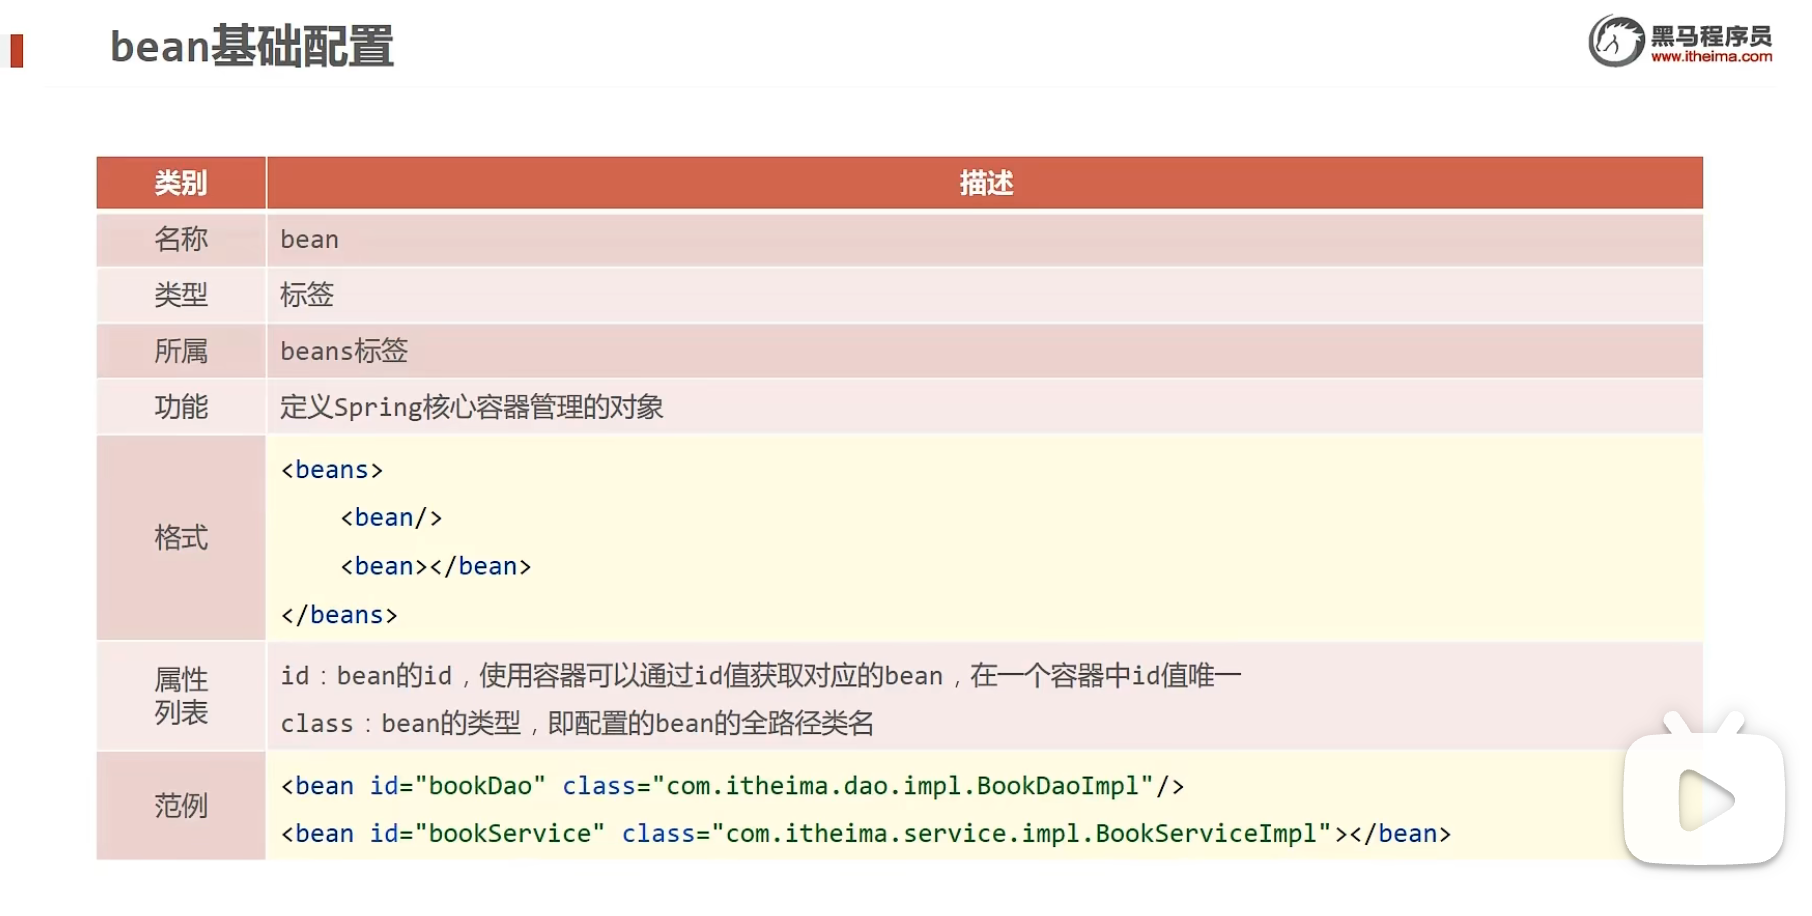 bean基础配置
黑马程序员
www.itheima.com
类别 描述
名称 bean
类型 标签
所属 beans标签
功能 定义Spring核心容器管理的对象
格式
<beans>
    <bean/>
    <bean></bean>
</beans>
属性
列表
id：bean的id，使用容器可以通过id值获取对应的bean，在一个容器中id值唯一
class：bean的类型，即配置的bean的全路径类名
范例
<bean id="bookDao" class="com.itheima.dao.impl.BookDaoImpl"/>
<bean id="bookService" class="com.itheima.service.impl.BookServiceImpl"></bean>